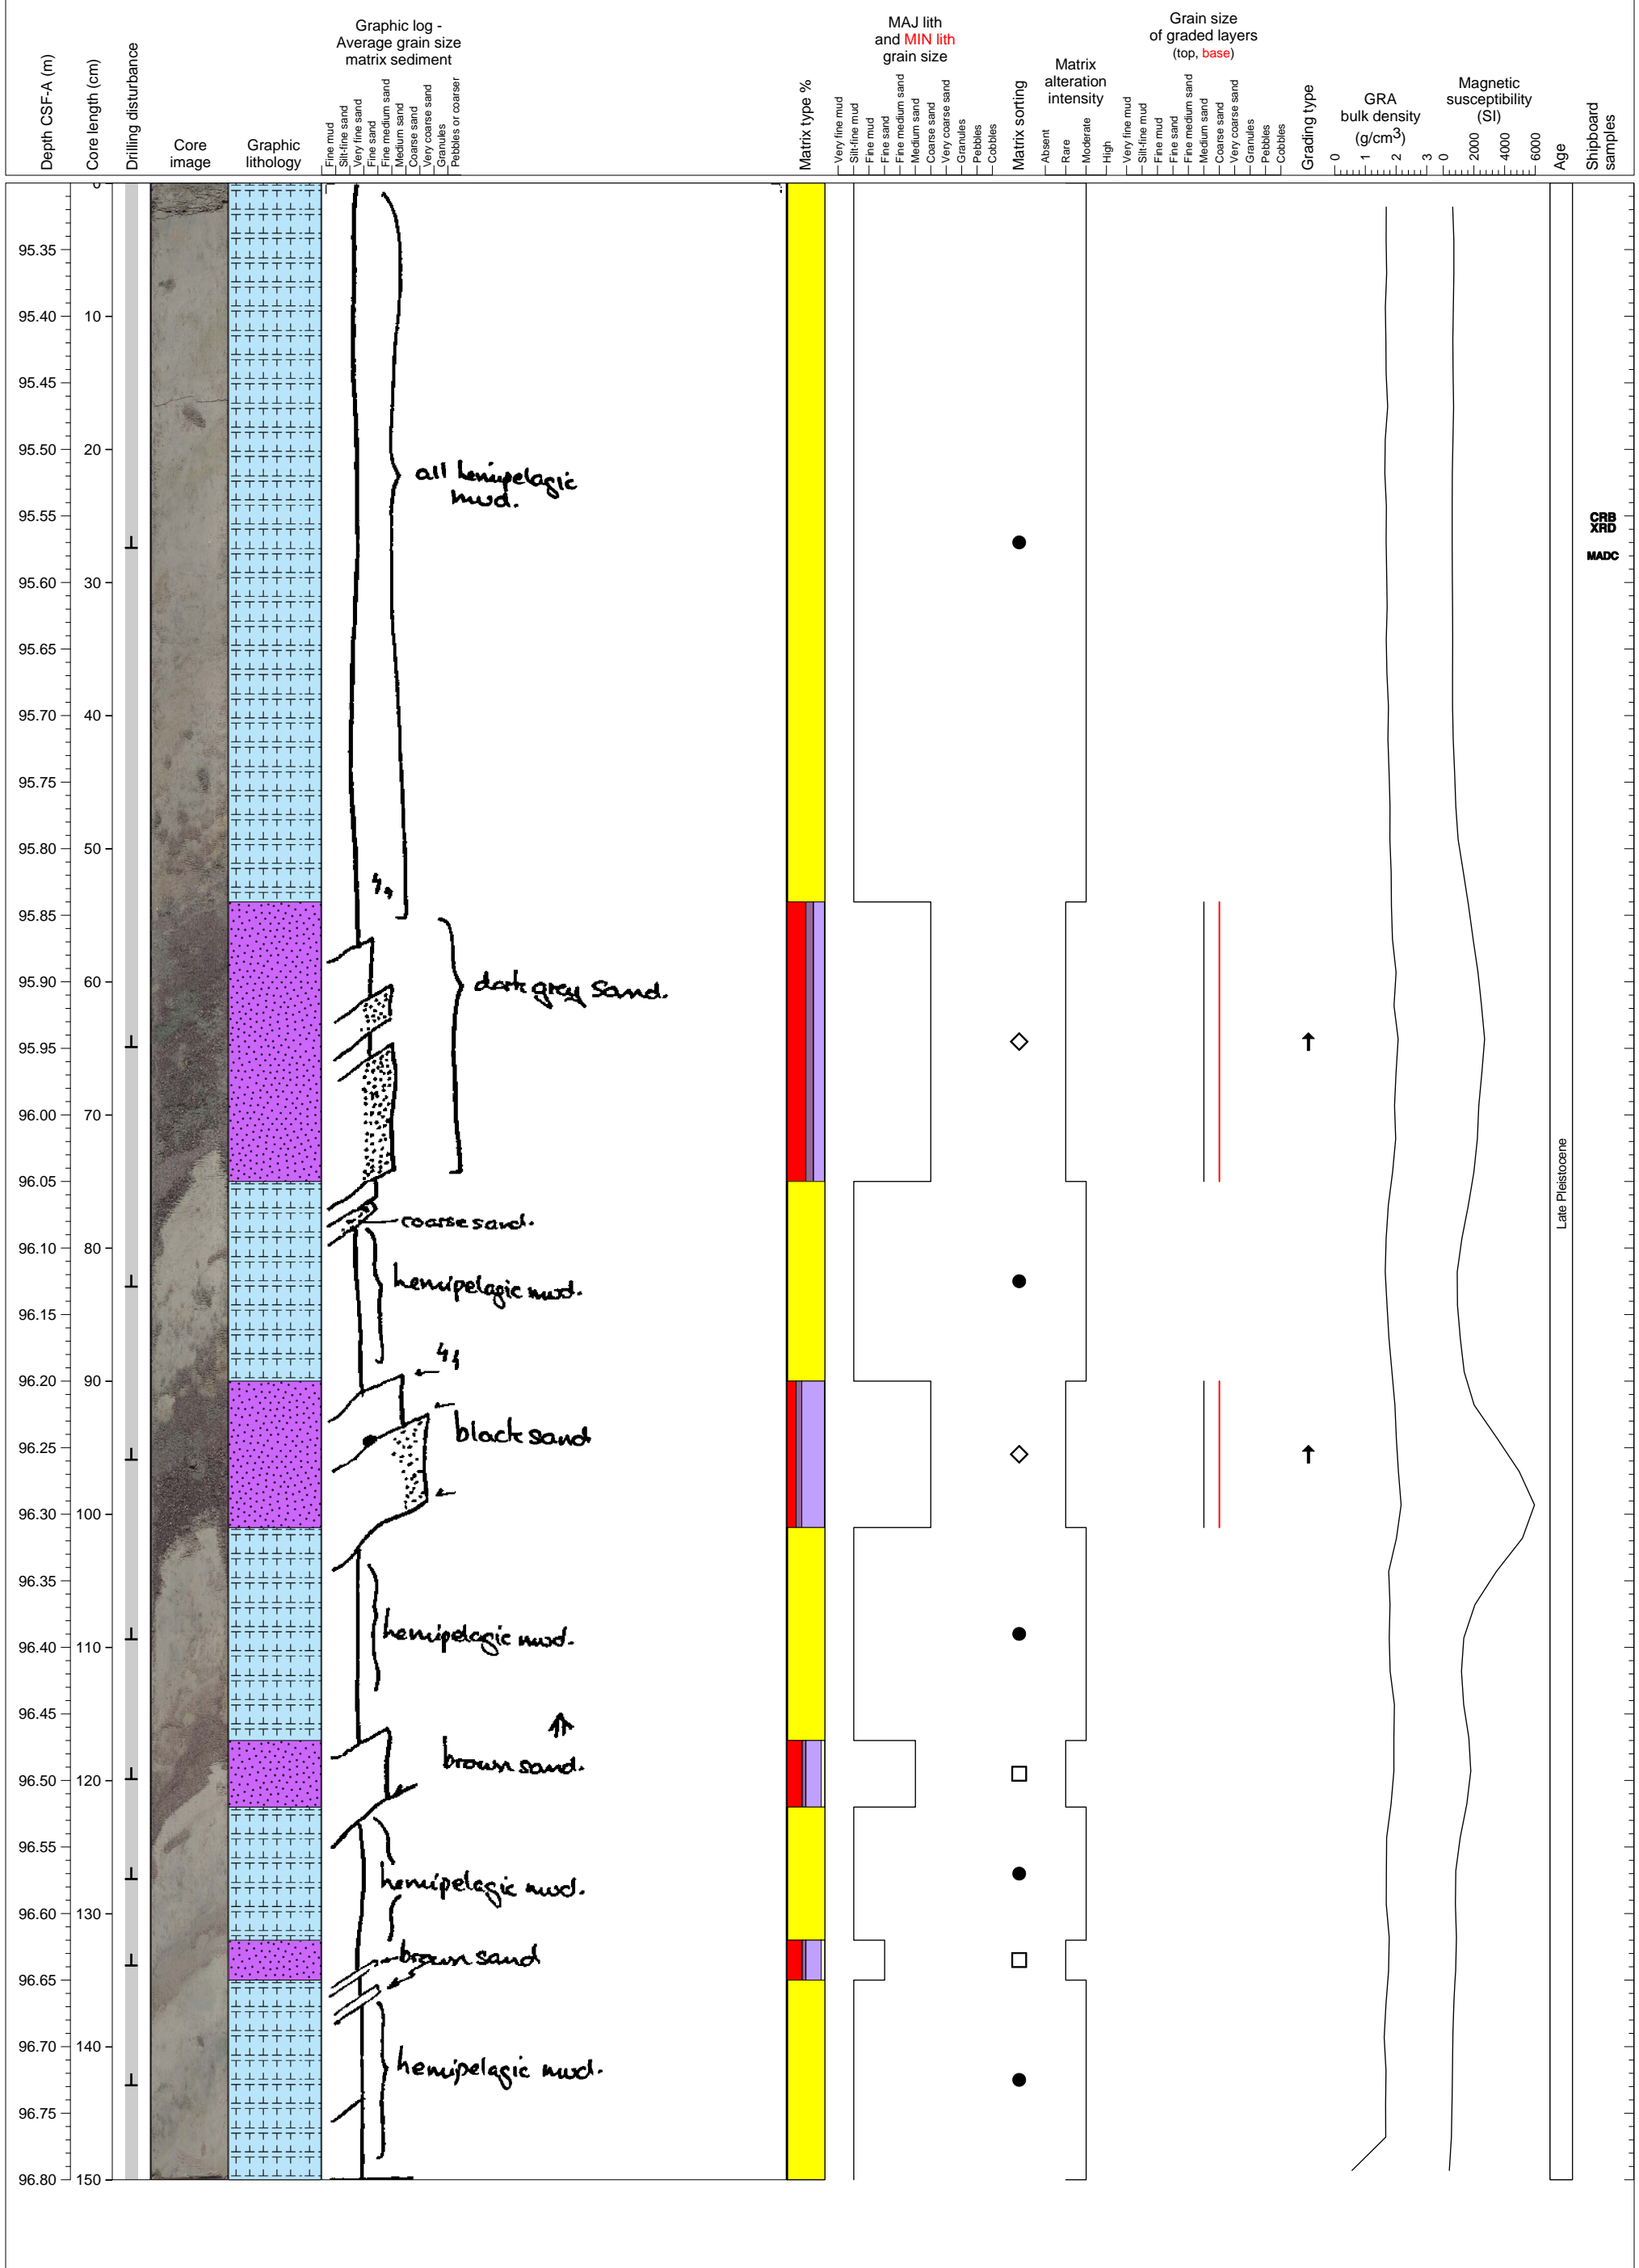 Depth CSF-A (m)
Core length (cm)
Drilling disturbance
Core
image
Graphic
lithology
Graphic log -
Average grain size
matrix sediment
Fine mud
Silt-fine sand
Very fine sand
Fine sand
Fine medium sand
Medium sand
Coarse sand
Very coarse sand
Granules
Pebbles or coarser
Matrix type %
MAJ lith
and MIN lith
grain size
Very fine mud
Silt-fine mud
Fine mud
Fine sand
Fine medium sand
Medium sand
Coarse sand
Very coarse sand
Granules
Pebbles
Cobbles
Matrix sorting
Matrix
alteration
intensity
Absent
Rare
Moderate
High
Grain size
of graded layers
(top, base)
Very fine mud
Silt-fine mud
Fine mud
Fine sand
Fine medium sand
Medium sand
Coarse sand
Very coarse sand
Granules
Pebbles
Cobbles
Grading type
GRA
bulk density
(g/cm3)
0 1 2 3
Magnetic
susceptibility
(SI)
0 2000 4000 6000
Age
Shipboard
samples
0
95.35
95.40 10
95.45
95.50 20
all hemipelagic
mud.
95.55
CRB
XRD
MADC
95.60 30
95.65
95.70 40
95.75
95.80 50
95.85
95.90 60
dark grey sand.
95.95
96.00 70
96.05
coarse sand.
96.10 80
hemipelagic mud.
96.15
Late Pleistocene
96.20 90
black sand
96.25
96.30 100
96.35
96.40 110
hemipelagic mud.
96.45
brown sand.
96.50 120
96.55
hemipelagic mud.
96.60 130
brown sand
96.65
96.70 140
hemipelagic mud.
96.75
96.80 150